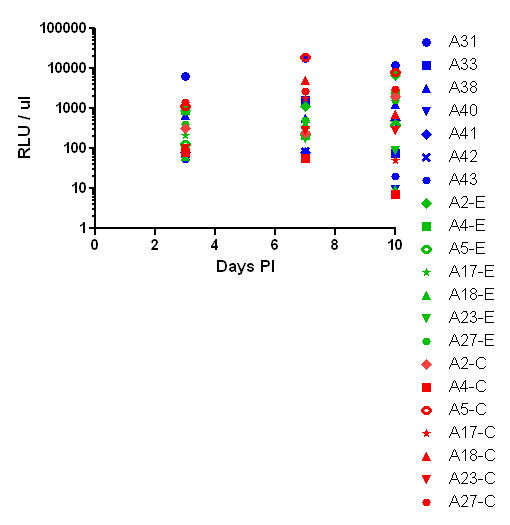 100000
10000
1000
100
10
1
RLU / ul
0 2 4 6 8 10
Days PI
A31
A33
A38
A40
A41
A42
A43
A2-E
A4-E
A5-E
A17-E
A18-E
A23-E
A27-E
A2-C
A4-C
A5-C
A17-C
A18-C
A23-C
A27-C